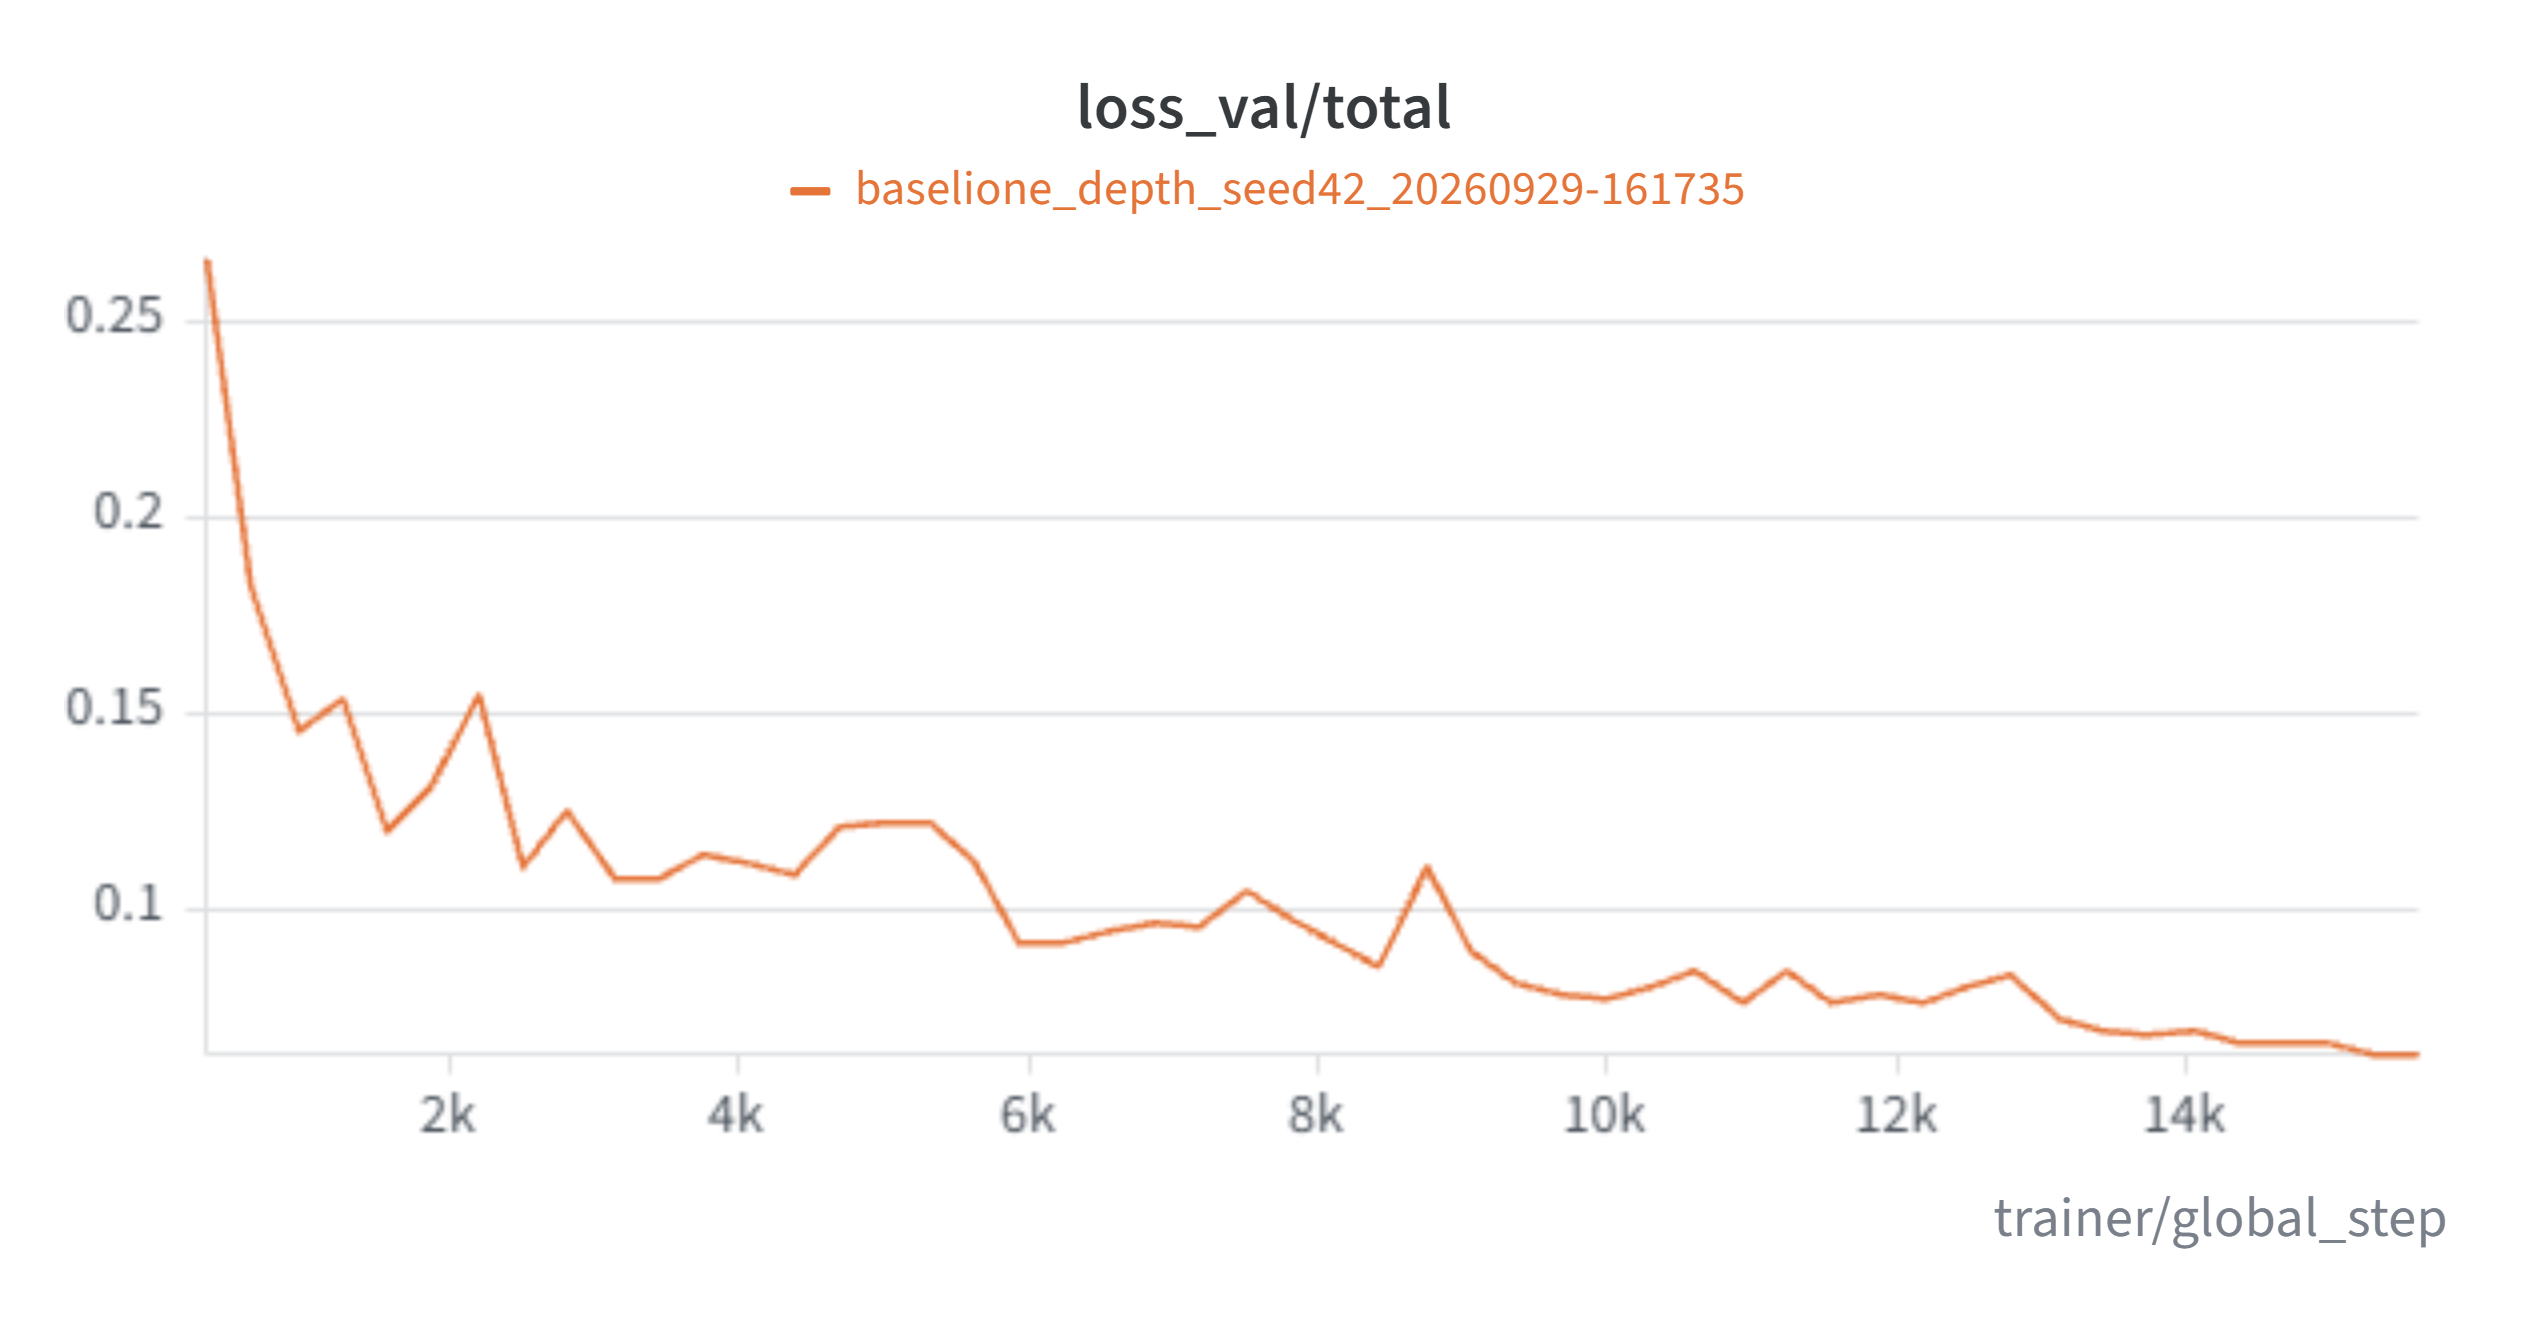 loss_val/total
baselione_depth_seed42_20260929-161735
0.25
0.2
0.15
0.1
2k 4k 6k 8k 10k 12k 14k
trainer/global_step